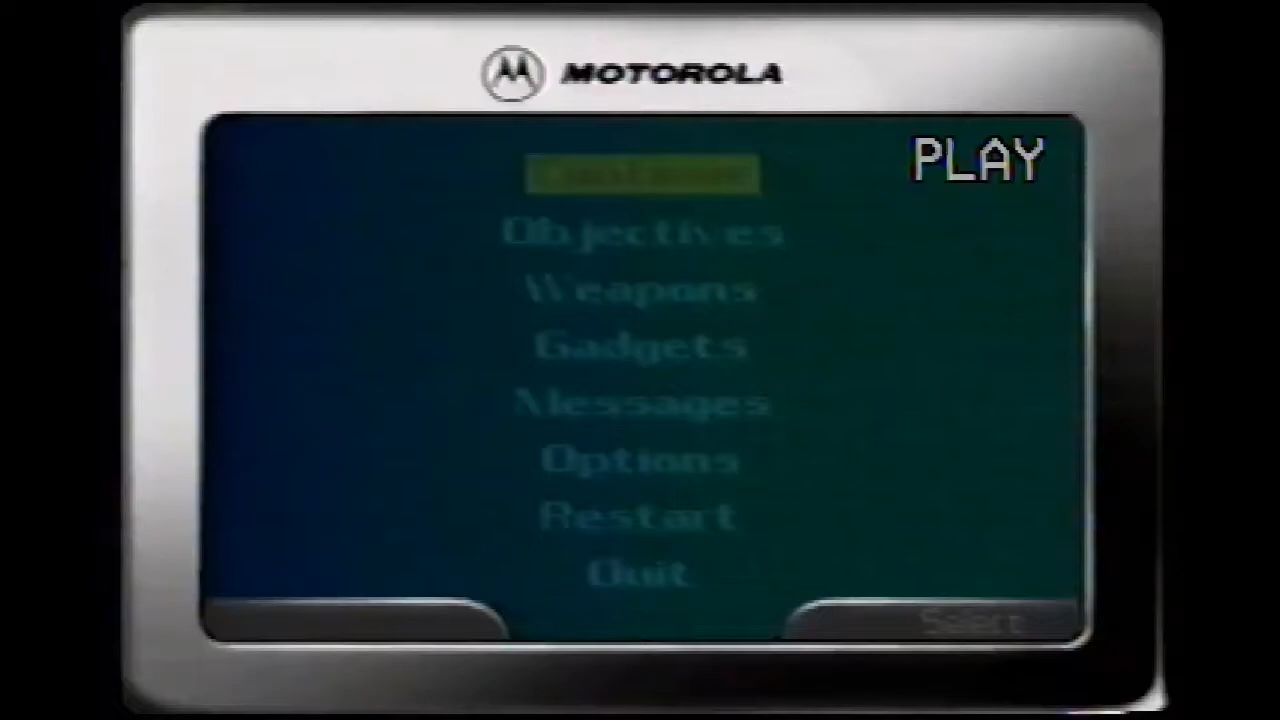 MOTOROLA
PLAY
Objectives
Weapons
Gadgets
Messages
Options
Restart
Quit
Select